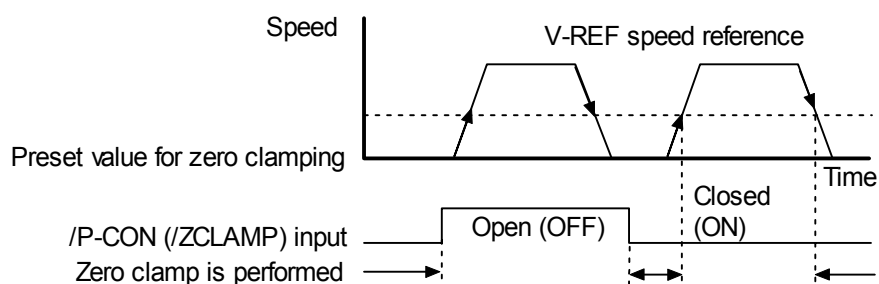 Speed
V-REF speed reference
Preset value for zero clamping
Time
Closed
(ON)
Open (OFF)
/P-CON (/ZCLAMP) input
Zero clamp is performed